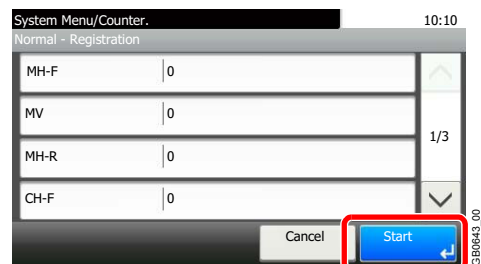 System Menu/Counter.
10:10
Normal - Registration
MH-F 0
MV 0
MH-R 0
CH-F 0
1/3
Cancel
Start
GB0643_00